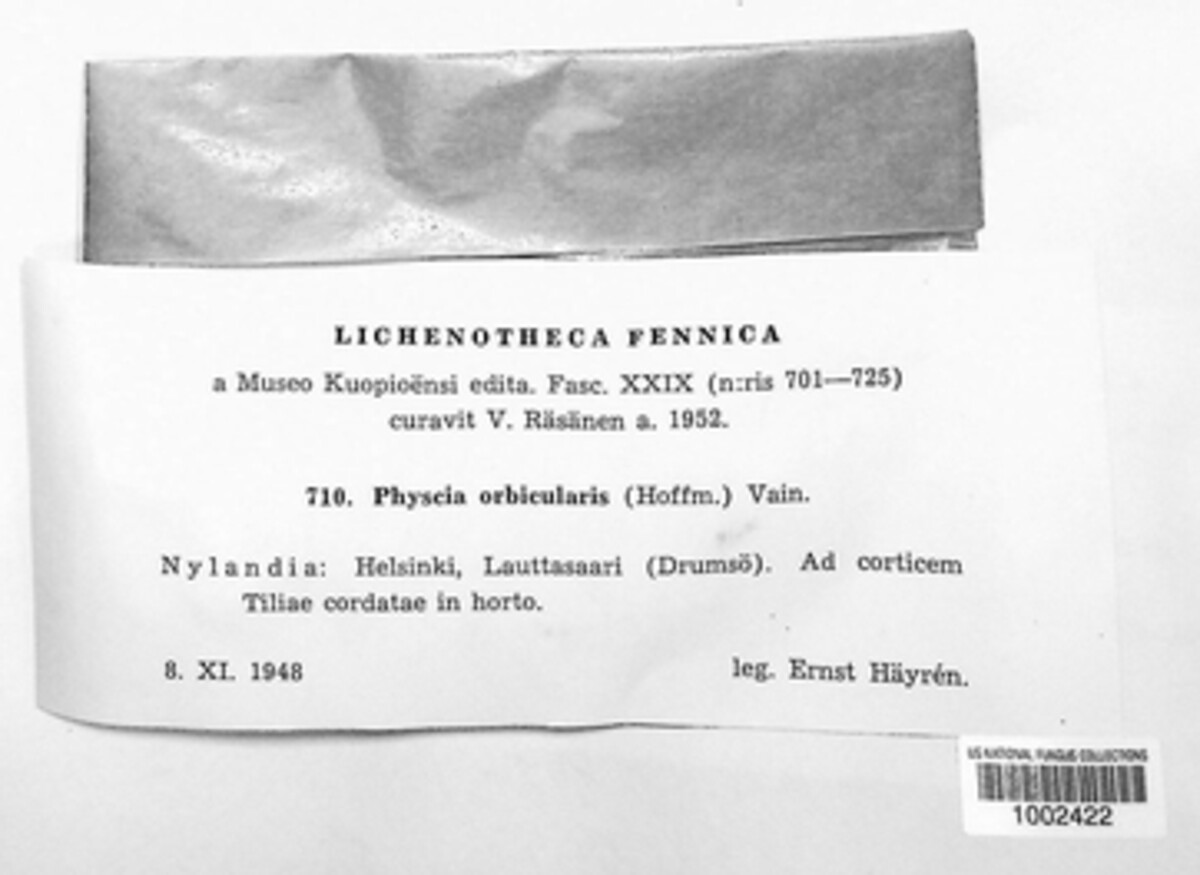 LICHENOTHECA FENNICA
a Museo Kuopioënsi edita. Fasc. XXIX (n:ris 701—725)
curavit V. Räsänen a. 1952.
710. Physcia orbicularis (Hoffm.) Vain.
Nylandia: Helsinki, Lauttasaari (Drumsö). Ad corticem
Tiliae cordatae in horto.
8. XI. 1948 leg. Ernst Häyrén.
US NATIONAL FUNGUS COLLECTIONS
1002422